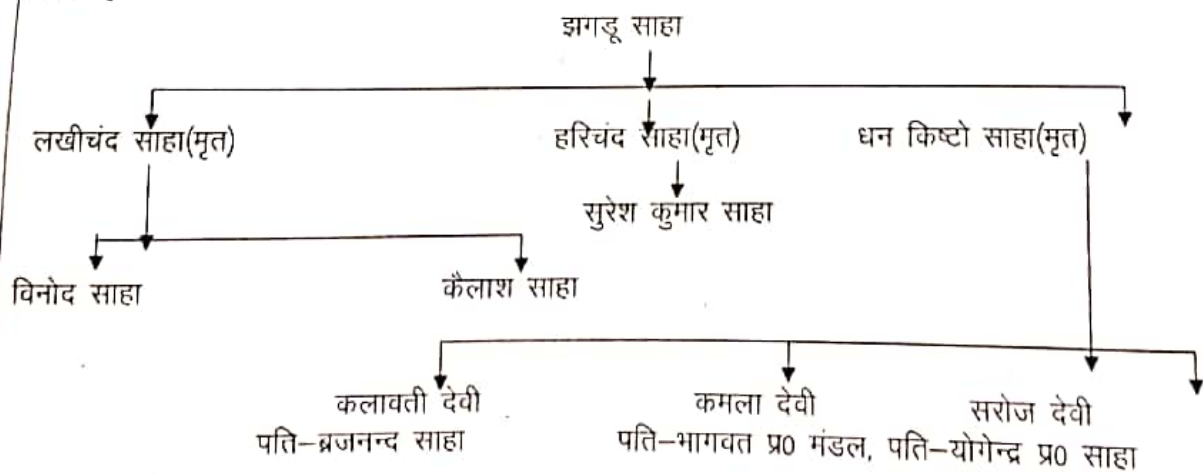 झगडू साहा
लखीचंद साहा(मृत) हरिचंद साहा(मृत) धन किष्टो साहा(मृत)
सुरेश कुमार साहा
विनोद साहा कैलाश साहा
कलावती देवी कमला देवी सरोज देवी
पति–ब्रजनन्द साहा पति–भागवत प्र0 मंडल, पति–योगेन्द्र प्र0 साहा